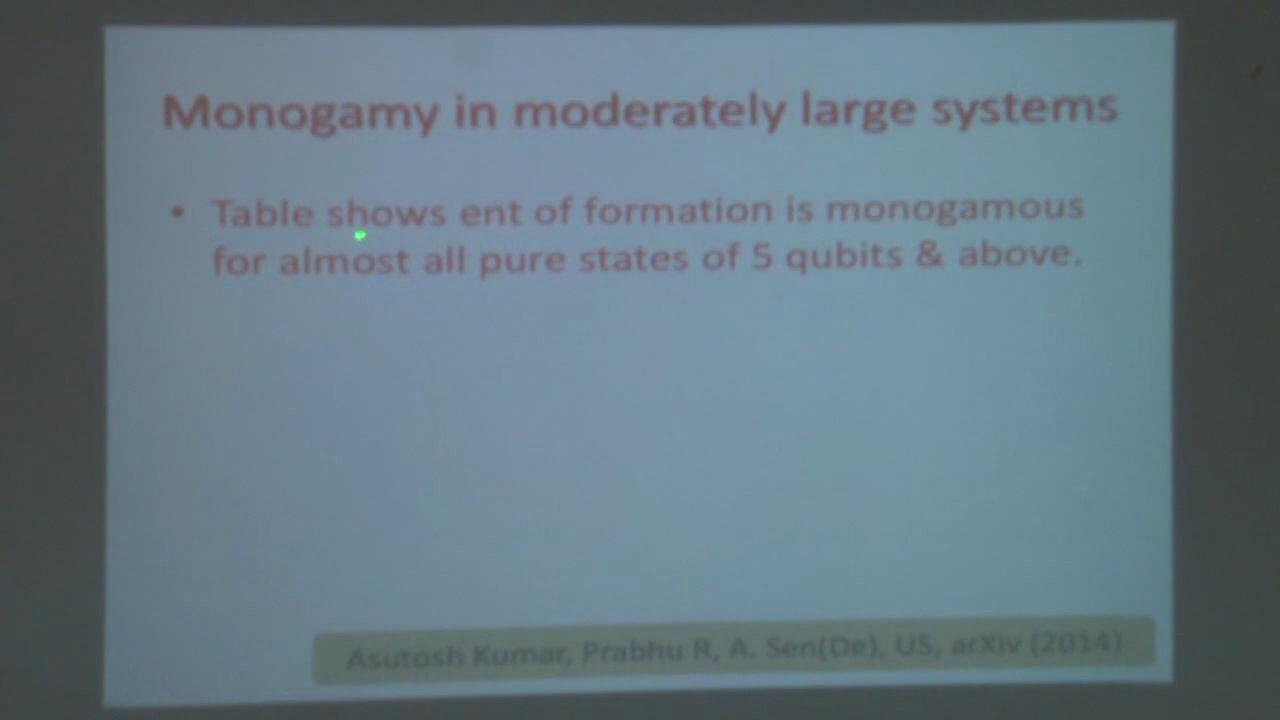 Monogamy in moderately large systems
• Table shows ent of formation is monogamous
for almost all pure states of 5 qubits & above.
Asutosh Kumar, Prabhu R, A. Sen(De), US, arXiv (2014)